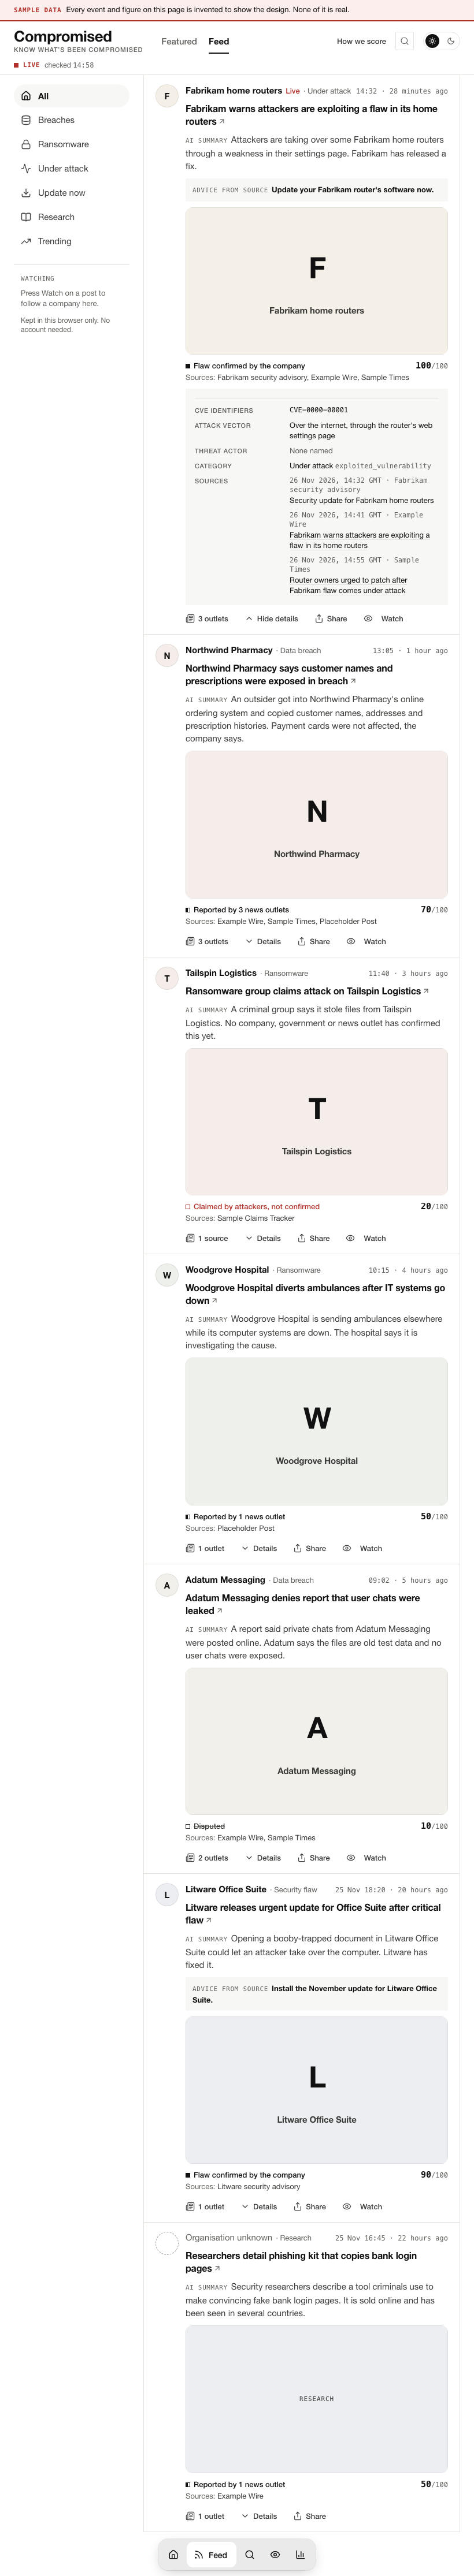 SAMPLE DATA Every event and figure on this page is invented to show the design. None of it is real.
Compromised
KNOW WHAT'S BEEN COMPROMISED
Featured Feed
How we score
LIVE checked 14:58
All
Breaches
Ransomware
Under attack
Update now
Research
Trending
WATCHING
Press Watch on a post to
follow a company here.
Kept in this browser only. No
account needed.
F
Fabrikam home routers Live · Under attack 14:32 · 28 minutes ago
Fabrikam warns attackers are exploiting a flaw in its home
routers
AI SUMMARY Attackers are taking over some Fabrikam home routers
through a weakness in their settings page. Fabrikam has released a
fix.
ADVICE FROM SOURCE Update your Fabrikam router's software now.
F
Fabrikam home routers
Flaw confirmed by the company 100/100
Sources: Fabrikam security advisory, Example Wire, Sample Times
CVE IDENTIFIERS CVE-0000-00001
ATTACK VECTOR Over the internet, through the router's web
settings page
THREAT ACTOR None named
CATEGORY Under attack exploited_vulnerability
SOURCES 26 Nov 2026, 14:32 GMT · Fabrikam
security advisory
Security update for Fabrikam home routers
26 Nov 2026, 14:41 GMT · Example
Wire
Fabrikam warns attackers are exploiting a
flaw in its home routers
26 Nov 2026, 14:55 GMT · Sample
Times
Router owners urged to patch after
Fabrikam flaw comes under attack
3 outlets Hide details Share Watch
N
Northwind Pharmacy · Data breach 13:05 · 1 hour ago
Northwind Pharmacy says customer names and
prescriptions were exposed in breach
AI SUMMARY An outsider got into Northwind Pharmacy's online
ordering system and copied customer names, addresses and
prescription histories. Payment cards were not affected, the
company says.
N
Northwind Pharmacy
Reported by 3 news outlets 70/100
Sources: Example Wire, Sample Times, Placeholder Post
3 outlets Details Share Watch
T
Tailspin Logistics · Ransomware 11:40 · 3 hours ago
Ransomware group claims attack on Tailspin Logistics
AI SUMMARY A criminal group says it stole files from Tailspin
Logistics. No company, government or news outlet has confirmed
this yet.
T
Tailspin Logistics
Claimed by attackers, not confirmed 20/100
Sources: Sample Claims Tracker
1 source Details Share Watch
W
Woodgrove Hospital · Ransomware 10:15 · 4 hours ago
Woodgrove Hospital diverts ambulances after IT systems go
down
AI SUMMARY Woodgrove Hospital is sending ambulances elsewhere
while its computer systems are down. The hospital says it is
investigating the cause.
W
Woodgrove Hospital
Reported by 1 news outlet 50/100
Sources: Placeholder Post
1 outlet Details Share Watch
A
Adatum Messaging · Data breach 09:02 · 5 hours ago
Adatum Messaging denies report that user chats were
leaked
AI SUMMARY A report said private chats from Adatum Messaging
were posted online. Adatum says the files are old test data and no
user chats were exposed.
A
Adatum Messaging
Disputed 10/100
Sources: Example Wire, Sample Times
2 outlets Details Share Watch
L
Litware Office Suite · Security flaw 25 Nov 18:20 · 20 hours ago
Litware releases urgent update for Office Suite after critical
flaw
AI SUMMARY Opening a booby-trapped document in Litware Office
Suite could let an attacker take over the computer. Litware has
fixed it.
ADVICE FROM SOURCE Install the November update for Litware Office
Suite.
L
Litware Office Suite
Flaw confirmed by the company 90/100
Sources: Litware security advisory
1 outlet Details Share Watch
Organisation unknown · Research 25 Nov 16:45 · 22 hours ago
Researchers detail phishing kit that copies bank login
pages
AI SUMMARY Security researchers describe a tool criminals use to
make convincing fake bank login pages. It is sold online and has
been seen in several countries.
RESEARCH
Reported by 1 news outlet 50/100
Sources: Example Wire
1 outlet Details Share
Feed